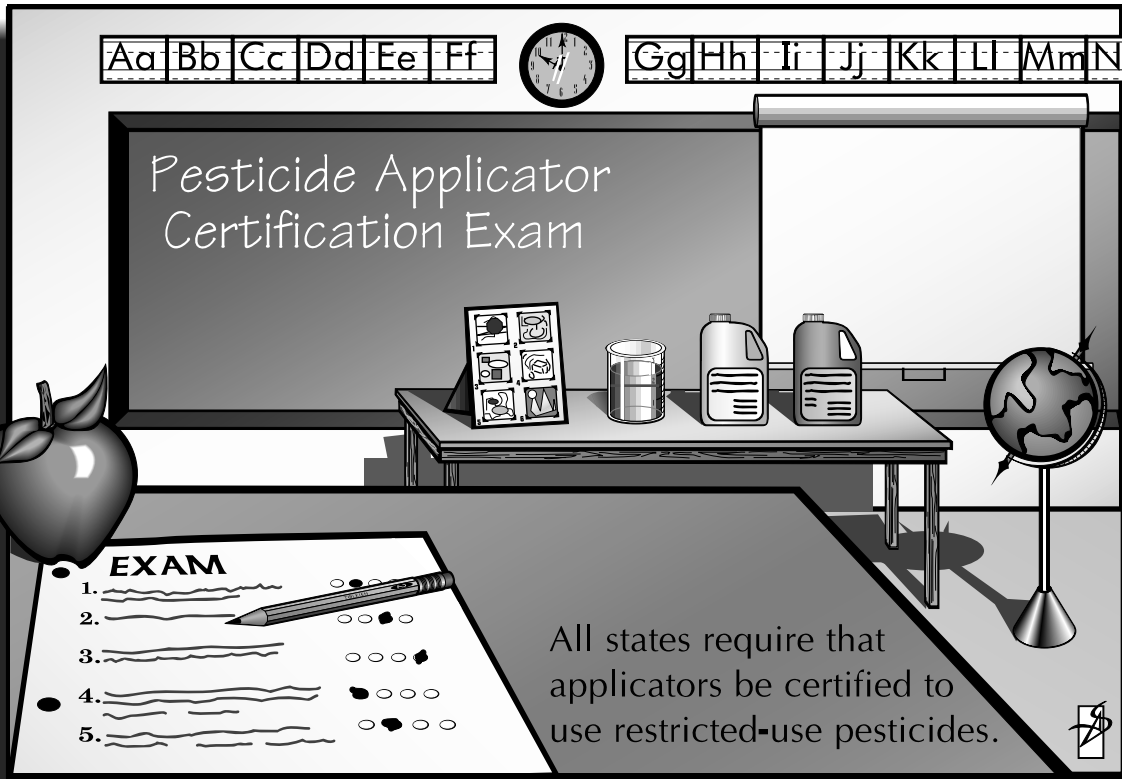 Aa Bb Cc Dd Ee Ff
Gg Hh Ii Jj Kk Ll Mm N
Pesticide Applicator
Certification Exam
EXAM
1.
2.
3.
4.
5.
All states require that
applicators be certified to
use restricted-use pesticides.